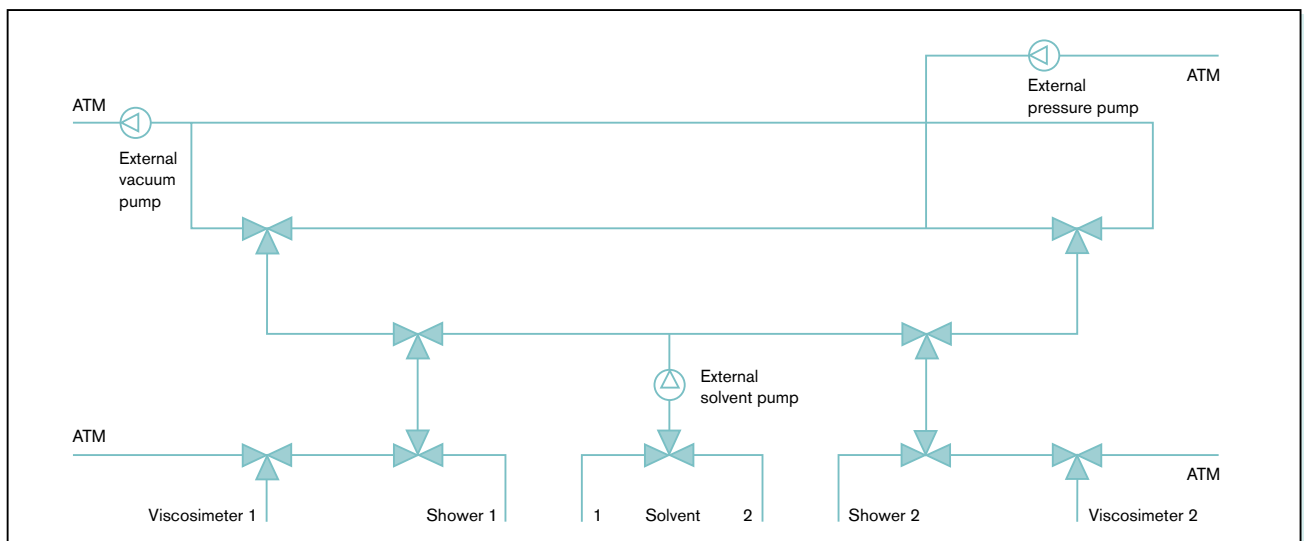 ATM
External
pressure pump
ATM
External
vacuum
pump
External
solvent pump
ATM
ATM
Viscosimeter 1
Shower 1
1
Solvent
2
Shower 2
Viscosimeter 2